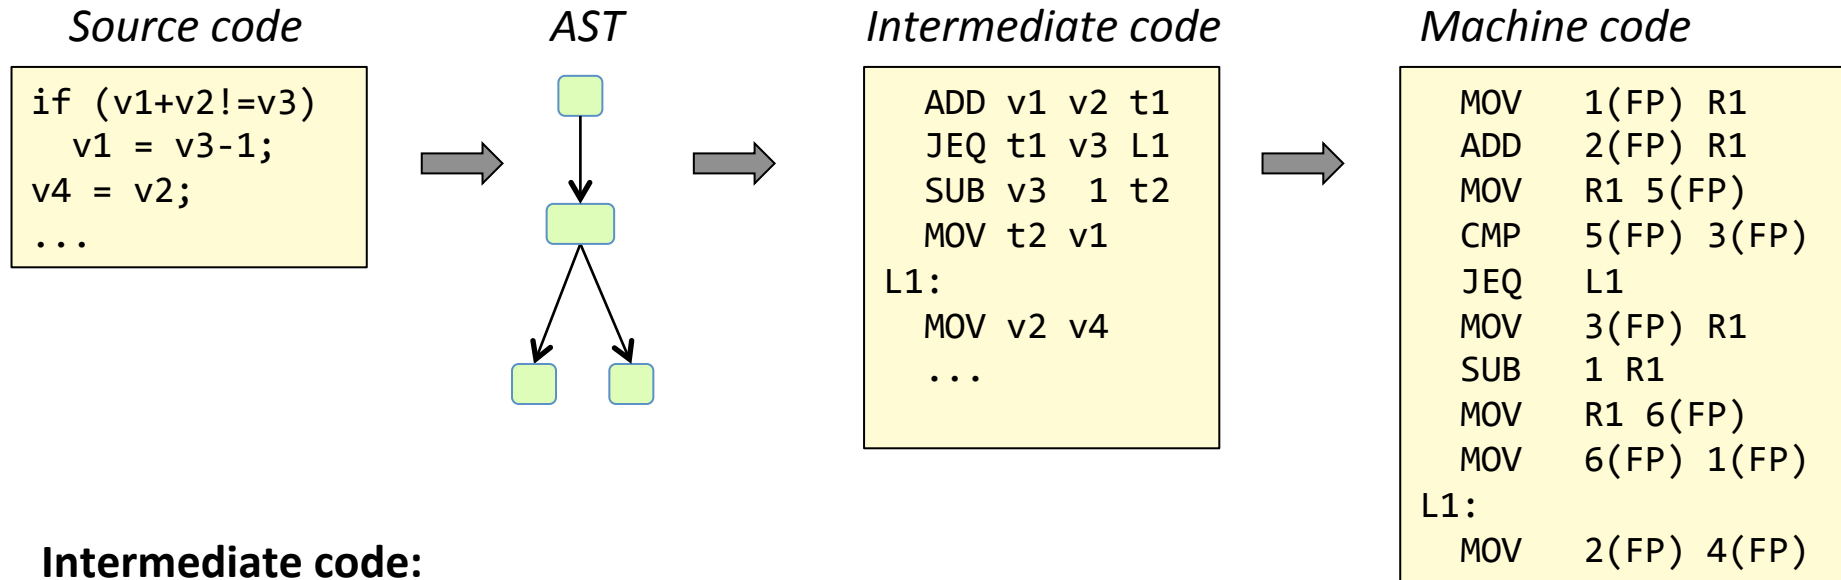 Source code
if (v1+v2!=v3)
  v1 = v3-1;
v4 = v2;
...
AST
Intermediate code
  ADD v1 v2 t1
  JEQ t1 v3 L1
  SUB v3  1 t2
  MOV t2 v1
L1:
  MOV v2 v4
  ...
Machine code
  MOV   1(FP) R1
  ADD   2(FP) R1
  MOV   R1 5(FP)
  CMP   5(FP) 3(FP)
  JEQ   L1
  MOV   3(FP) R1
  SUB   1 R1
  MOV   R1 6(FP)
  MOV   6(FP) 1(FP)
L1:
  MOV   2(FP) 4(FP)
Intermediate code: